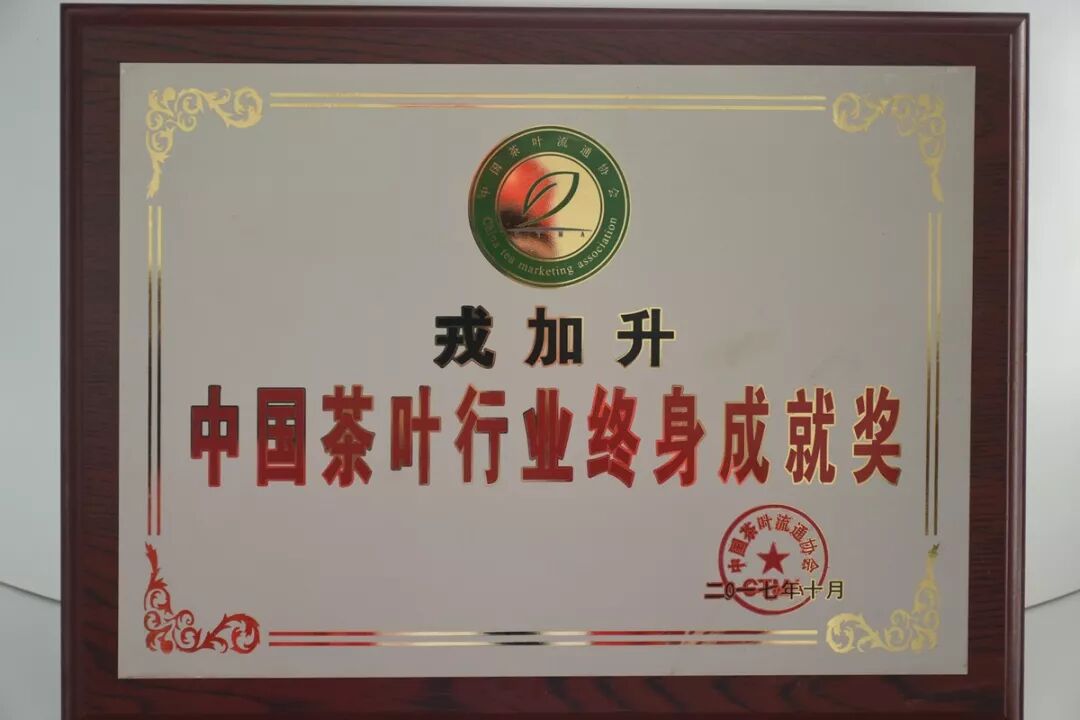 中国茶叶流通协会
China tea marketing association
戎加升
中国茶叶行业终身成就奖
中国茶叶流通协会
CTMA
二〇一七年十月